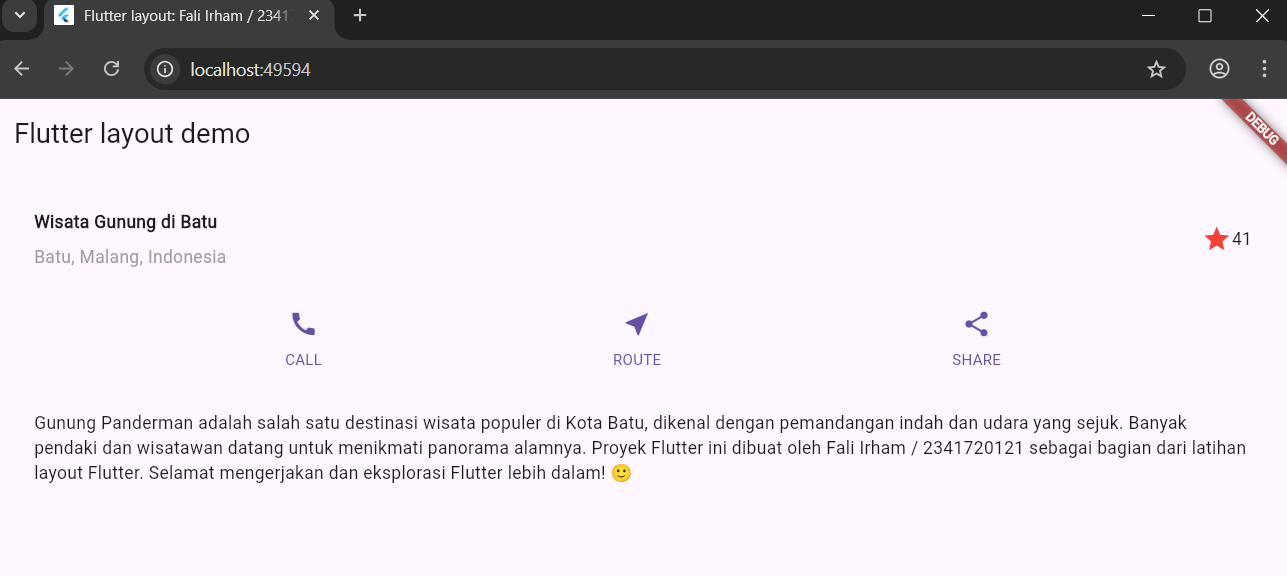 Flutter layout: Fali Irham / 23417
localhost:49594
DEBUG
Flutter layout demo
Wisata Gunung di Batu
Batu, Malang, Indonesia
41
CALL
ROUTE
SHARE
Gunung Panderman adalah salah satu destinasi wisata populer di Kota Batu, dikenal dengan pemandangan indah dan udara yang sejuk. Banyak
pendaki dan wisatawan datang untuk menikmati panorama alamnya. Proyek Flutter ini dibuat oleh Fali Irham / 2341720121 sebagai bagian dari latihan
layout Flutter. Selamat mengerjakan dan eksplorasi Flutter lebih dalam! 🙂